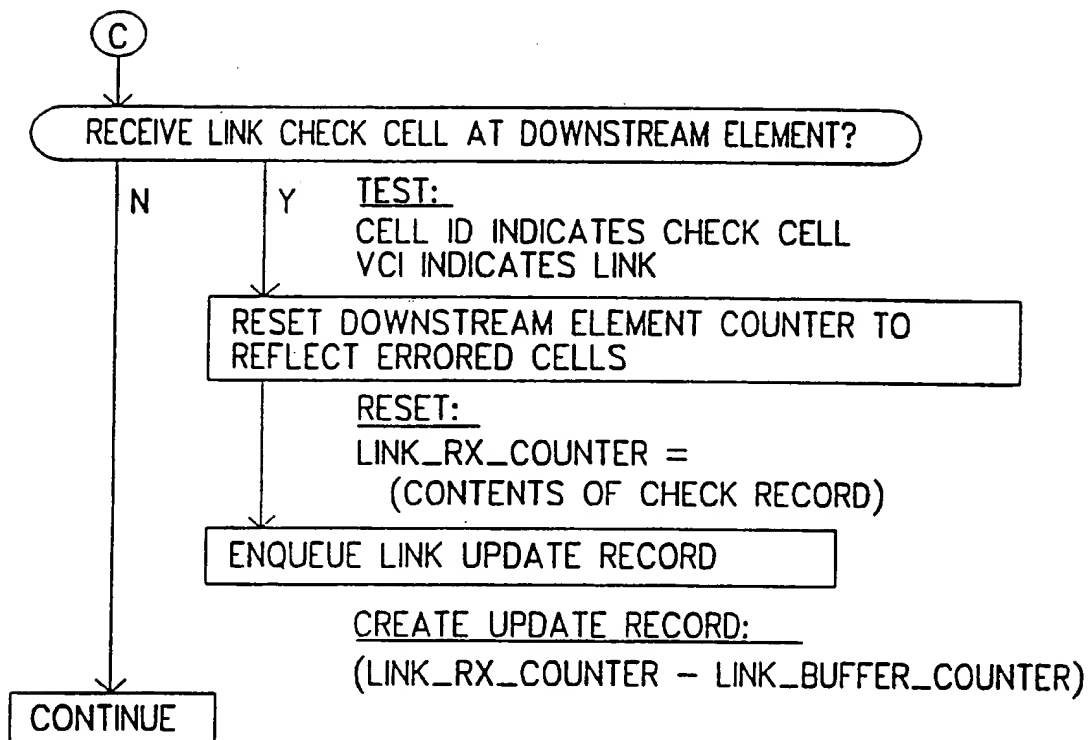 C
RECEIVE LINK CHECK CELL AT DOWNSTREAM ELEMENT?
N
Y
TEST:
CELL ID INDICATES CHECK CELL
VCI INDICATES LINK
RESET DOWNSTREAM ELEMENT COUNTER TO
REFLECT ERRORED CELLS
RESET:
LINK_RX_COUNTER =
(CONTENTS OF CHECK RECORD)
ENQUEUE LINK UPDATE RECORD
CREATE UPDATE RECORD:
(LINK_RX_COUNTER – LINK_BUFFER_COUNTER)
CONTINUE